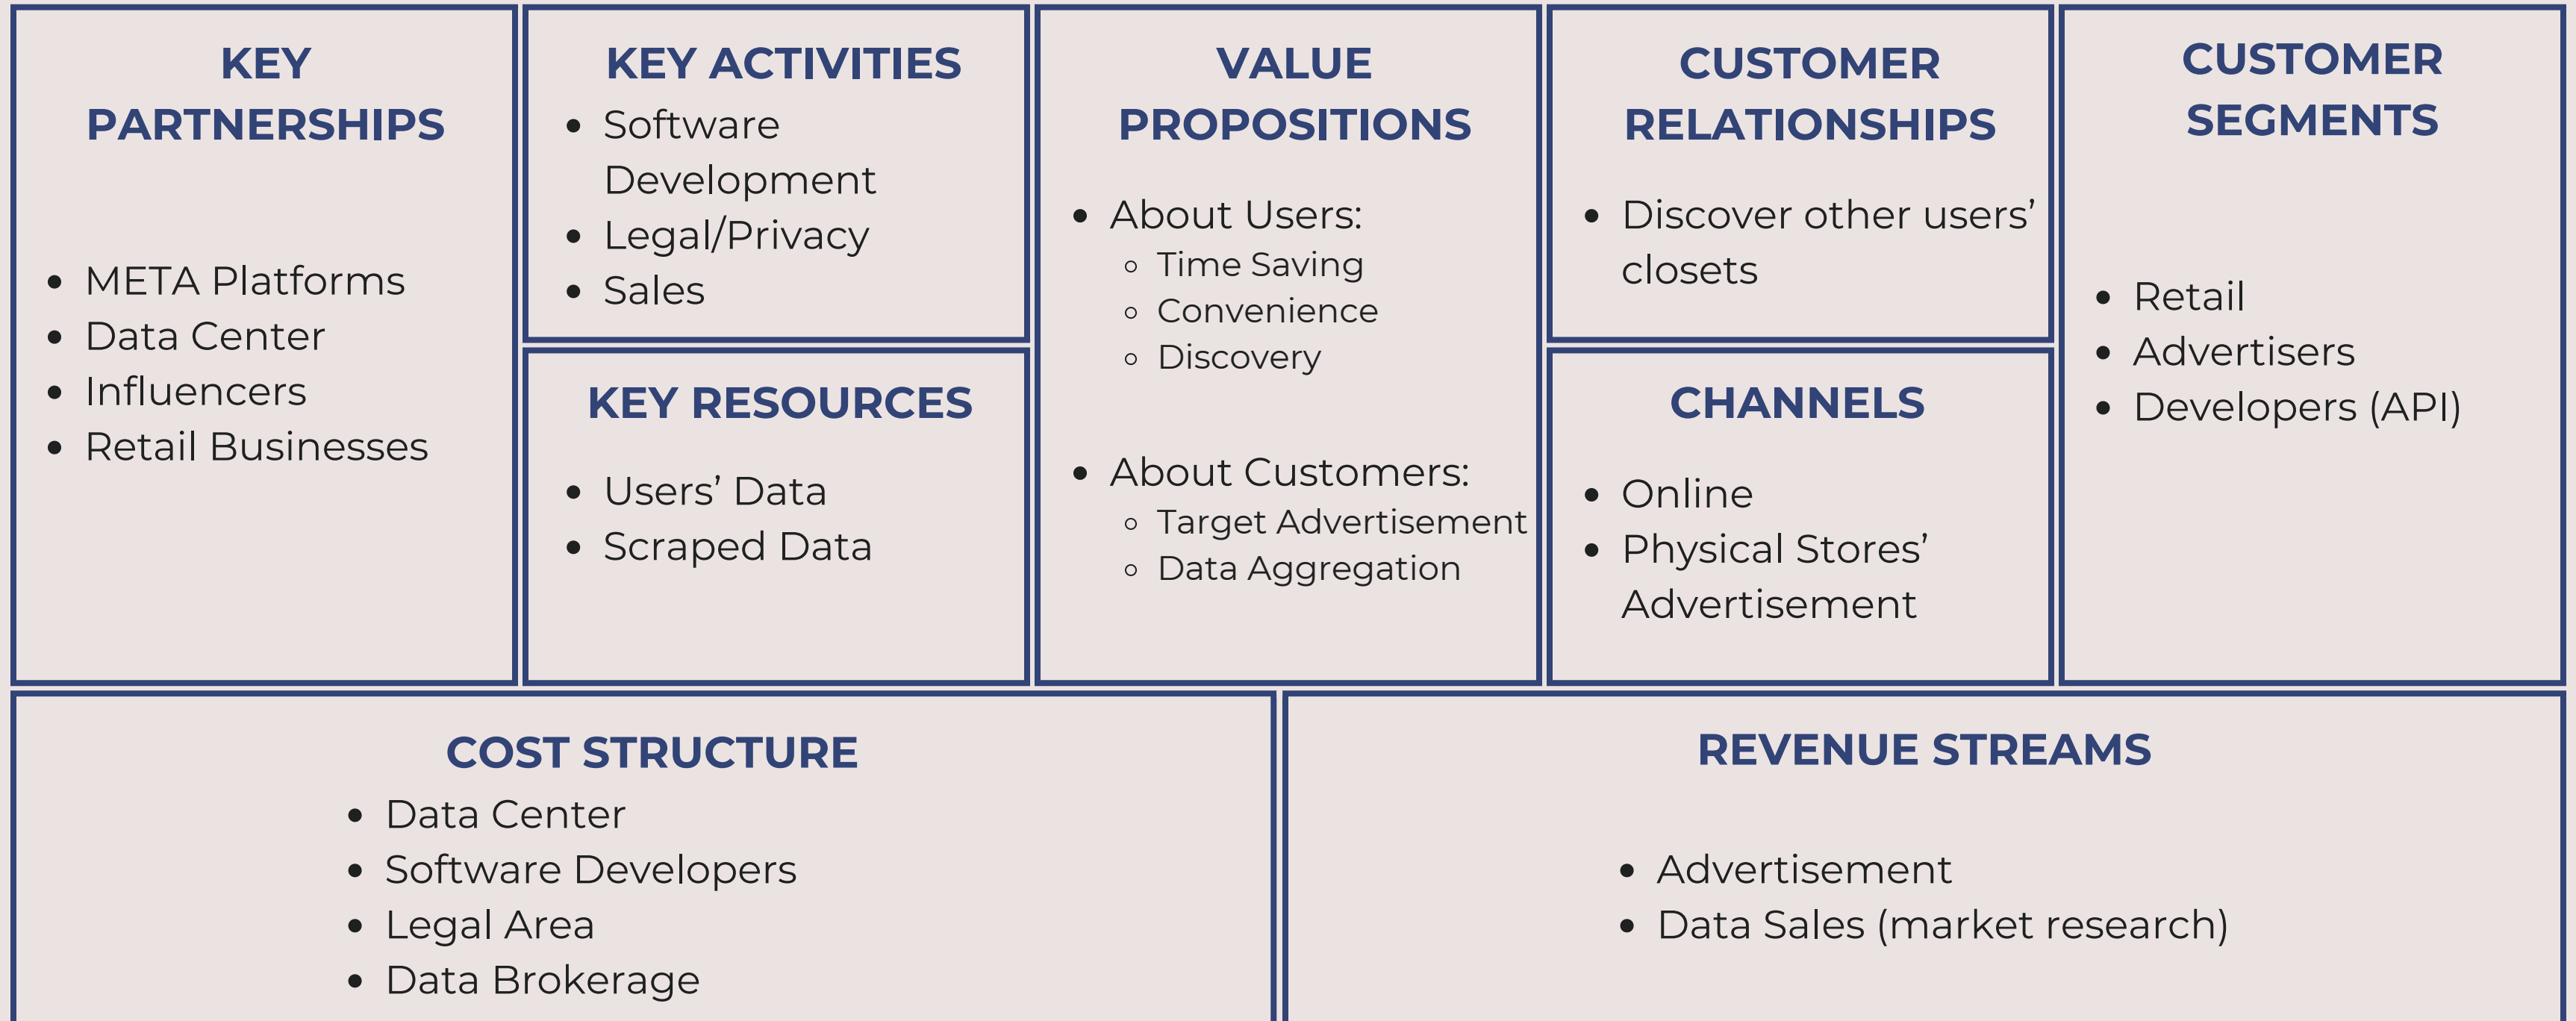 KEY
PARTNERSHIPS
• META Platforms
• Data Center
• Influencers
• Retail Businesses
KEY ACTIVITIES
• Software
Development
• Legal/Privacy
• Sales
KEY RESOURCES
• Users’ Data
• Scraped Data
VALUE
PROPOSITIONS
• About Users:
◦ Time Saving
◦ Convenience
◦ Discovery
• About Customers:
◦ Target Advertisement
◦ Data Aggregation
CUSTOMER
RELATIONSHIPS
• Discover other users’
closets
CHANNELS
• Online
• Physical Stores’
Advertisement
CUSTOMER
SEGMENTS
• Retail
• Advertisers
• Developers (API)
COST STRUCTURE
• Data Center
• Software Developers
• Legal Area
• Data Brokerage
REVENUE STREAMS
• Advertisement
• Data Sales (market research)